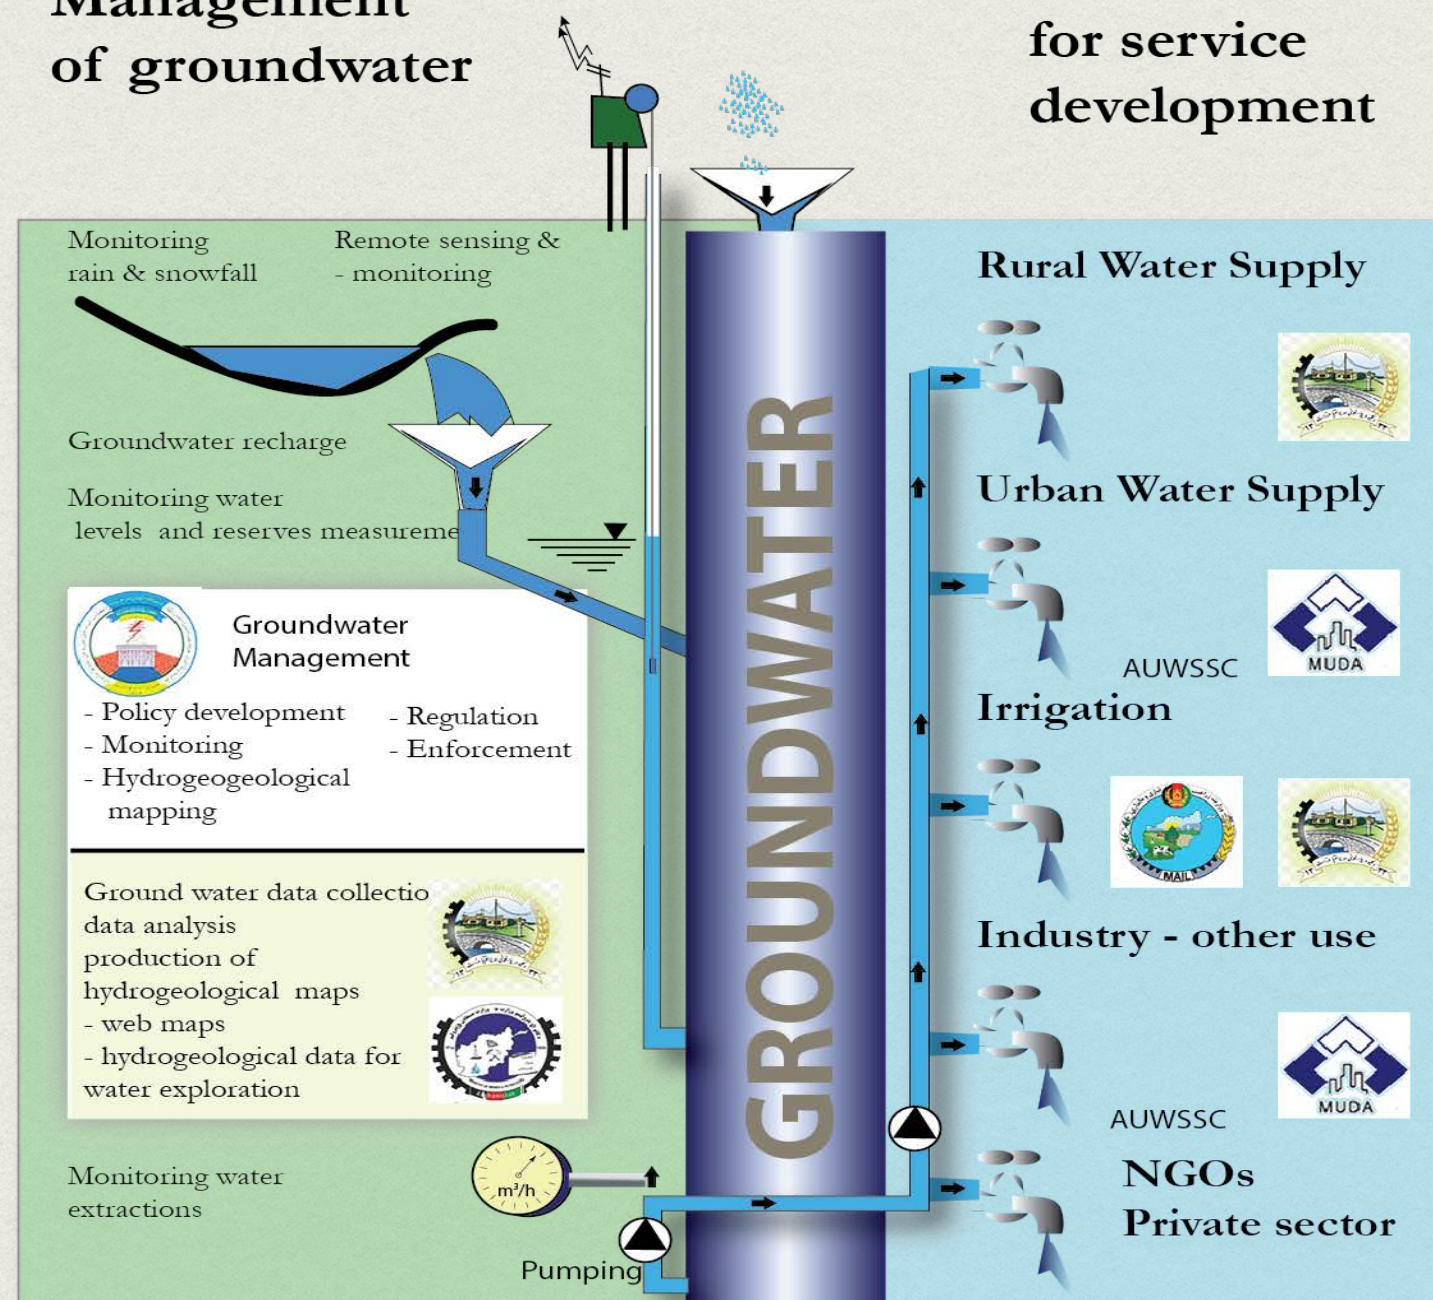 Management
of groundwater
for service
development
Monitoring
rain & snowfall
Remote sensing &
- monitoring
Groundwater recharge
Monitoring water
levels and reserves measureme
Groundwater
Management
- Policy development
- Monitoring
- Hydrogeogeological
mapping
- Regulation
- Enforcement
Ground water data collectio
data analysis
production of
hydrogeological maps
- web maps
- hydrogeological data for
water exploration
Monitoring water
extractions
m³/h
Pumping
GROUNDWATER
Rural Water Supply
Urban Water Supply
MUDA
AUWSSC
Irrigation
MAIL
Industry - other use
MUDA
AUWSSC
NGOs
Private sector